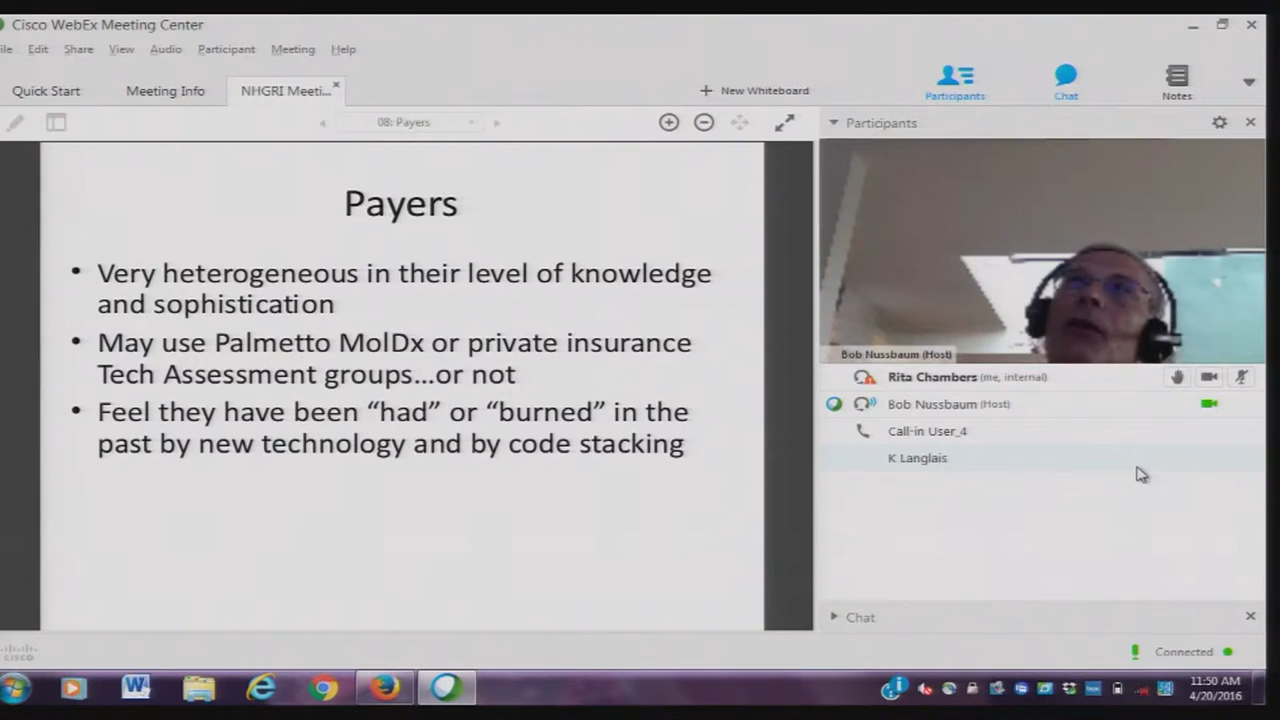 Cisco WebEx Meeting Center
ile Edit Share View Audio Participant Meeting Help
Quick Start Meeting Info NHGRI Meeti...
New Whiteboard
Participants Chat Notes
08: Payers
Participants
Payers
• Very heterogeneous in their level of knowledge
and sophistication
• May use Palmetto MolDx or private insurance
Tech Assessment groups...or not
• Feel they have been “had” or “burned” in the
past by new technology and by code stacking
Bob Nussbaum (Host)
Rita Chambers (me, internal)
Bob Nussbaum (Host)
Call-in User_4
K Langlais
Chat
CISCO
Connected
11:50 AM
4/20/2016